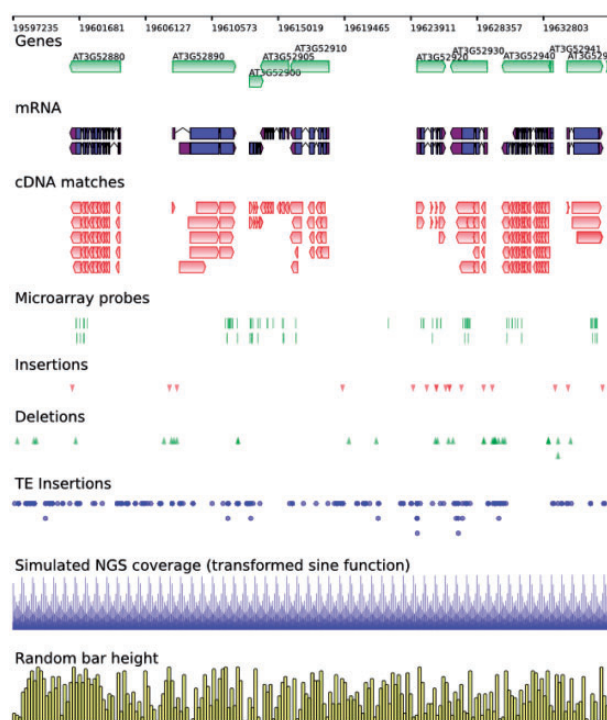 19597235 19601681 19606127 19610573 19615019 19619465 19623911 19628357 19632803
Genes
AT3G52910 AT3G52941
AT3G52880 AT3G52890 AT3G52905 AT3G52920 AT3G52930 AT3G52940
AT3G52900
mRNA
cDNA matches
Microarray probes
Insertions
Deletions
TE Insertions
Simulated NGS coverage (transformed sine function)
Random bar height